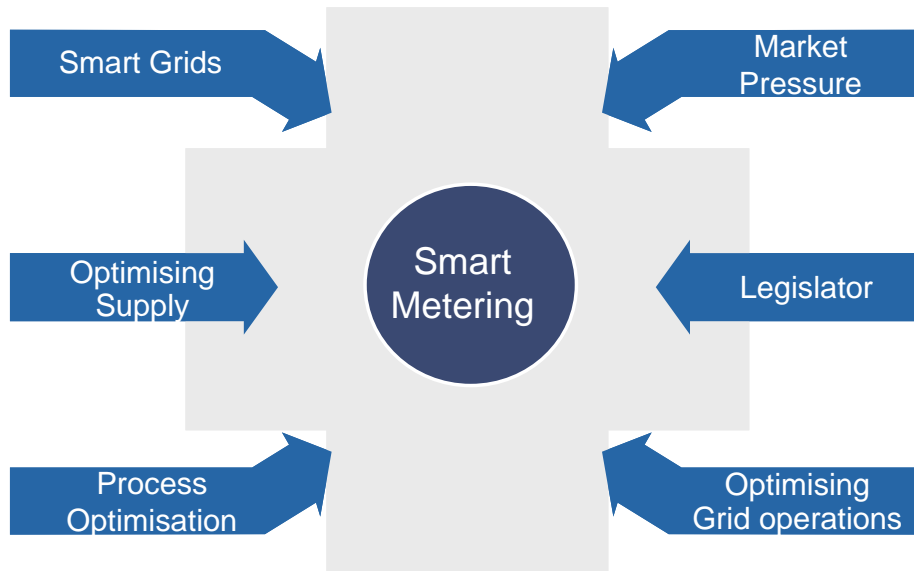 Smart Grids
Market
Pressure
Optimising
Supply
Smart
Metering
Legislator
Process
Optimisation
Optimising
Grid operations